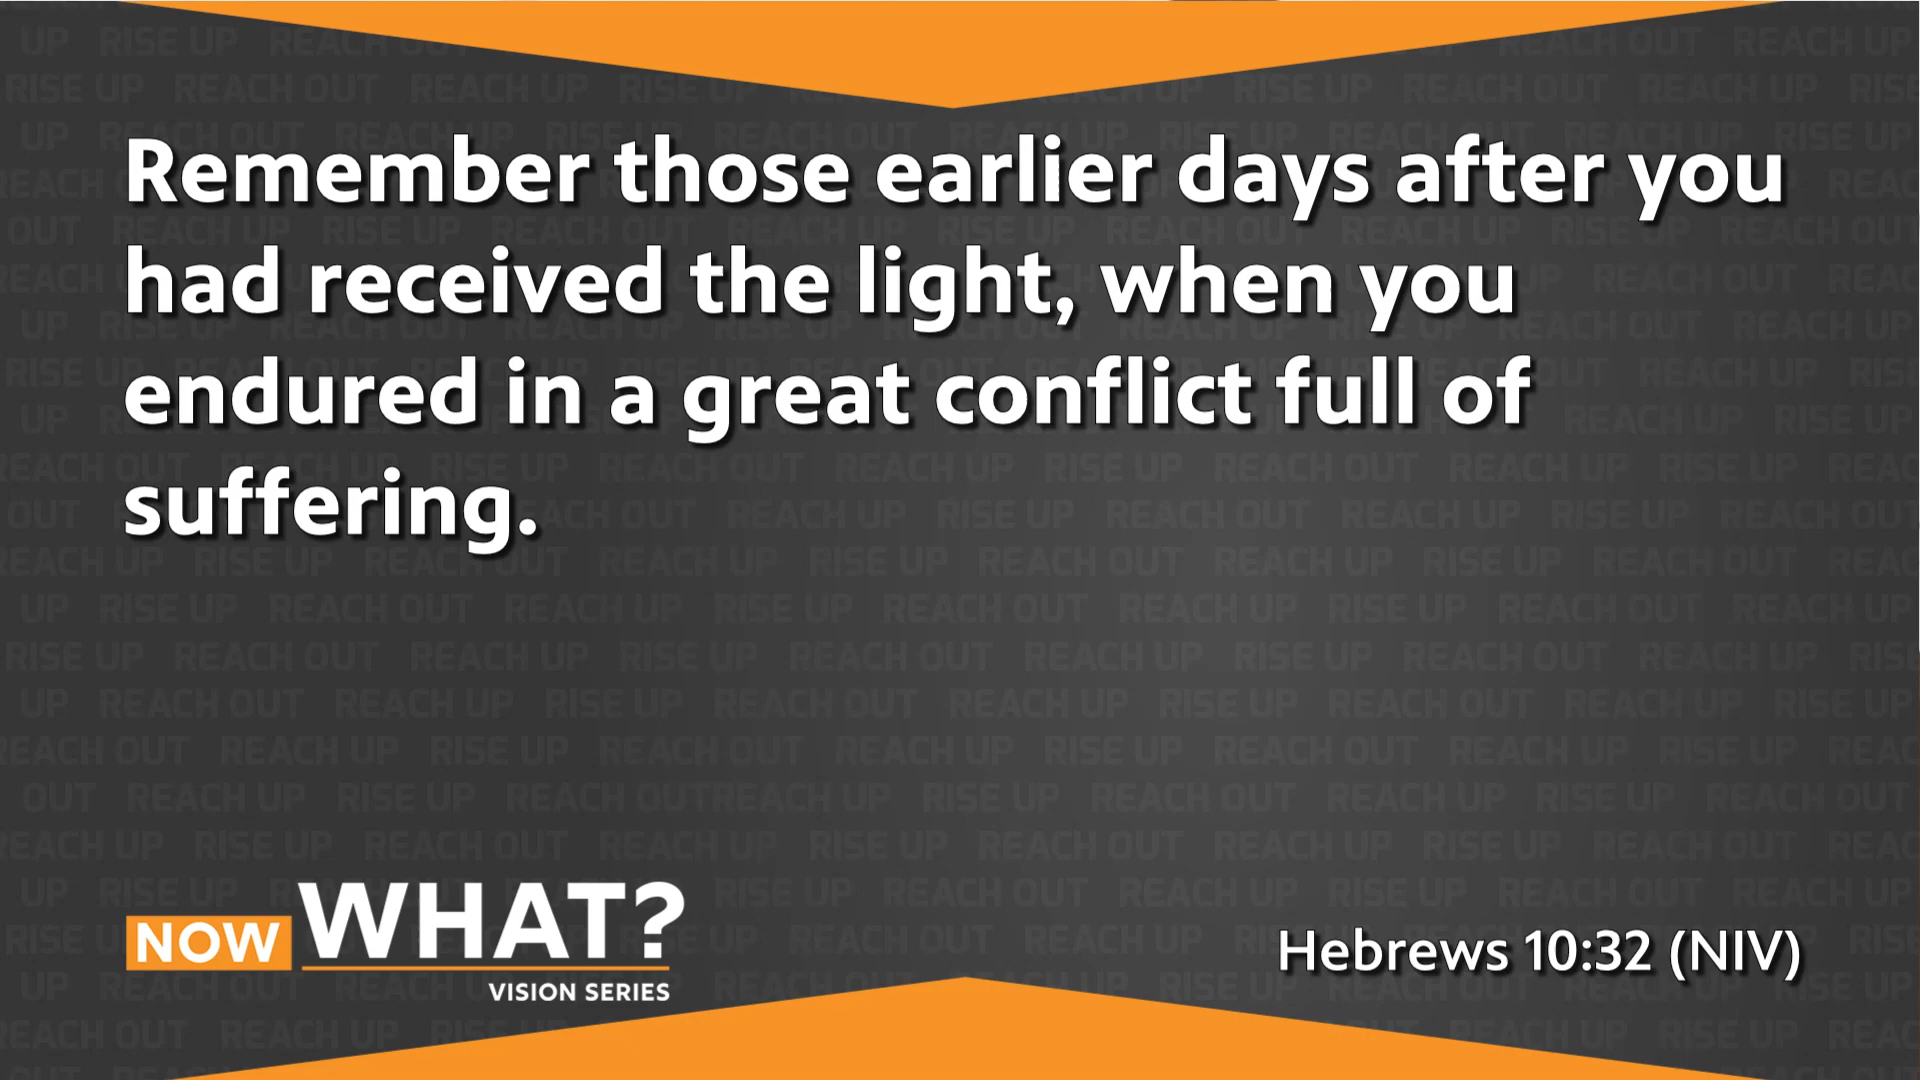 Remember those earlier days after you
had received the light, when you
endured in a great conflict full of
suffering.
NOW WHAT?
VISION SERIES
Hebrews 10:32 (NIV)